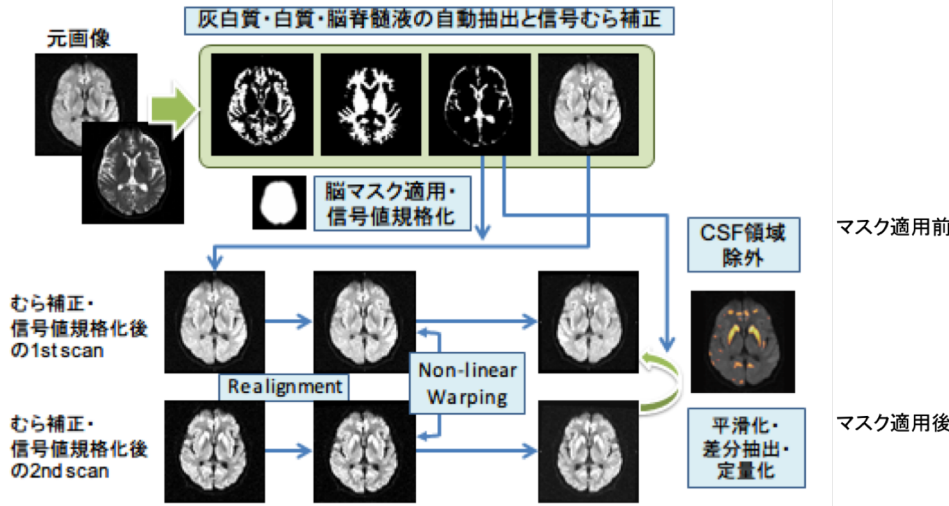 灰白質・白質・脳脊髄液の自動抽出と信号むら補正
元画像
脳マスク適用・
信号値規格化
CSF領域
除外
マスク適用前
むら補正・
信号値規格化後
の1st scan
Realignment
Non-linear
Warping
むら補正・
信号値規格化後
の2nd scan
平滑化・
差分抽出・
定量化
マスク適用後